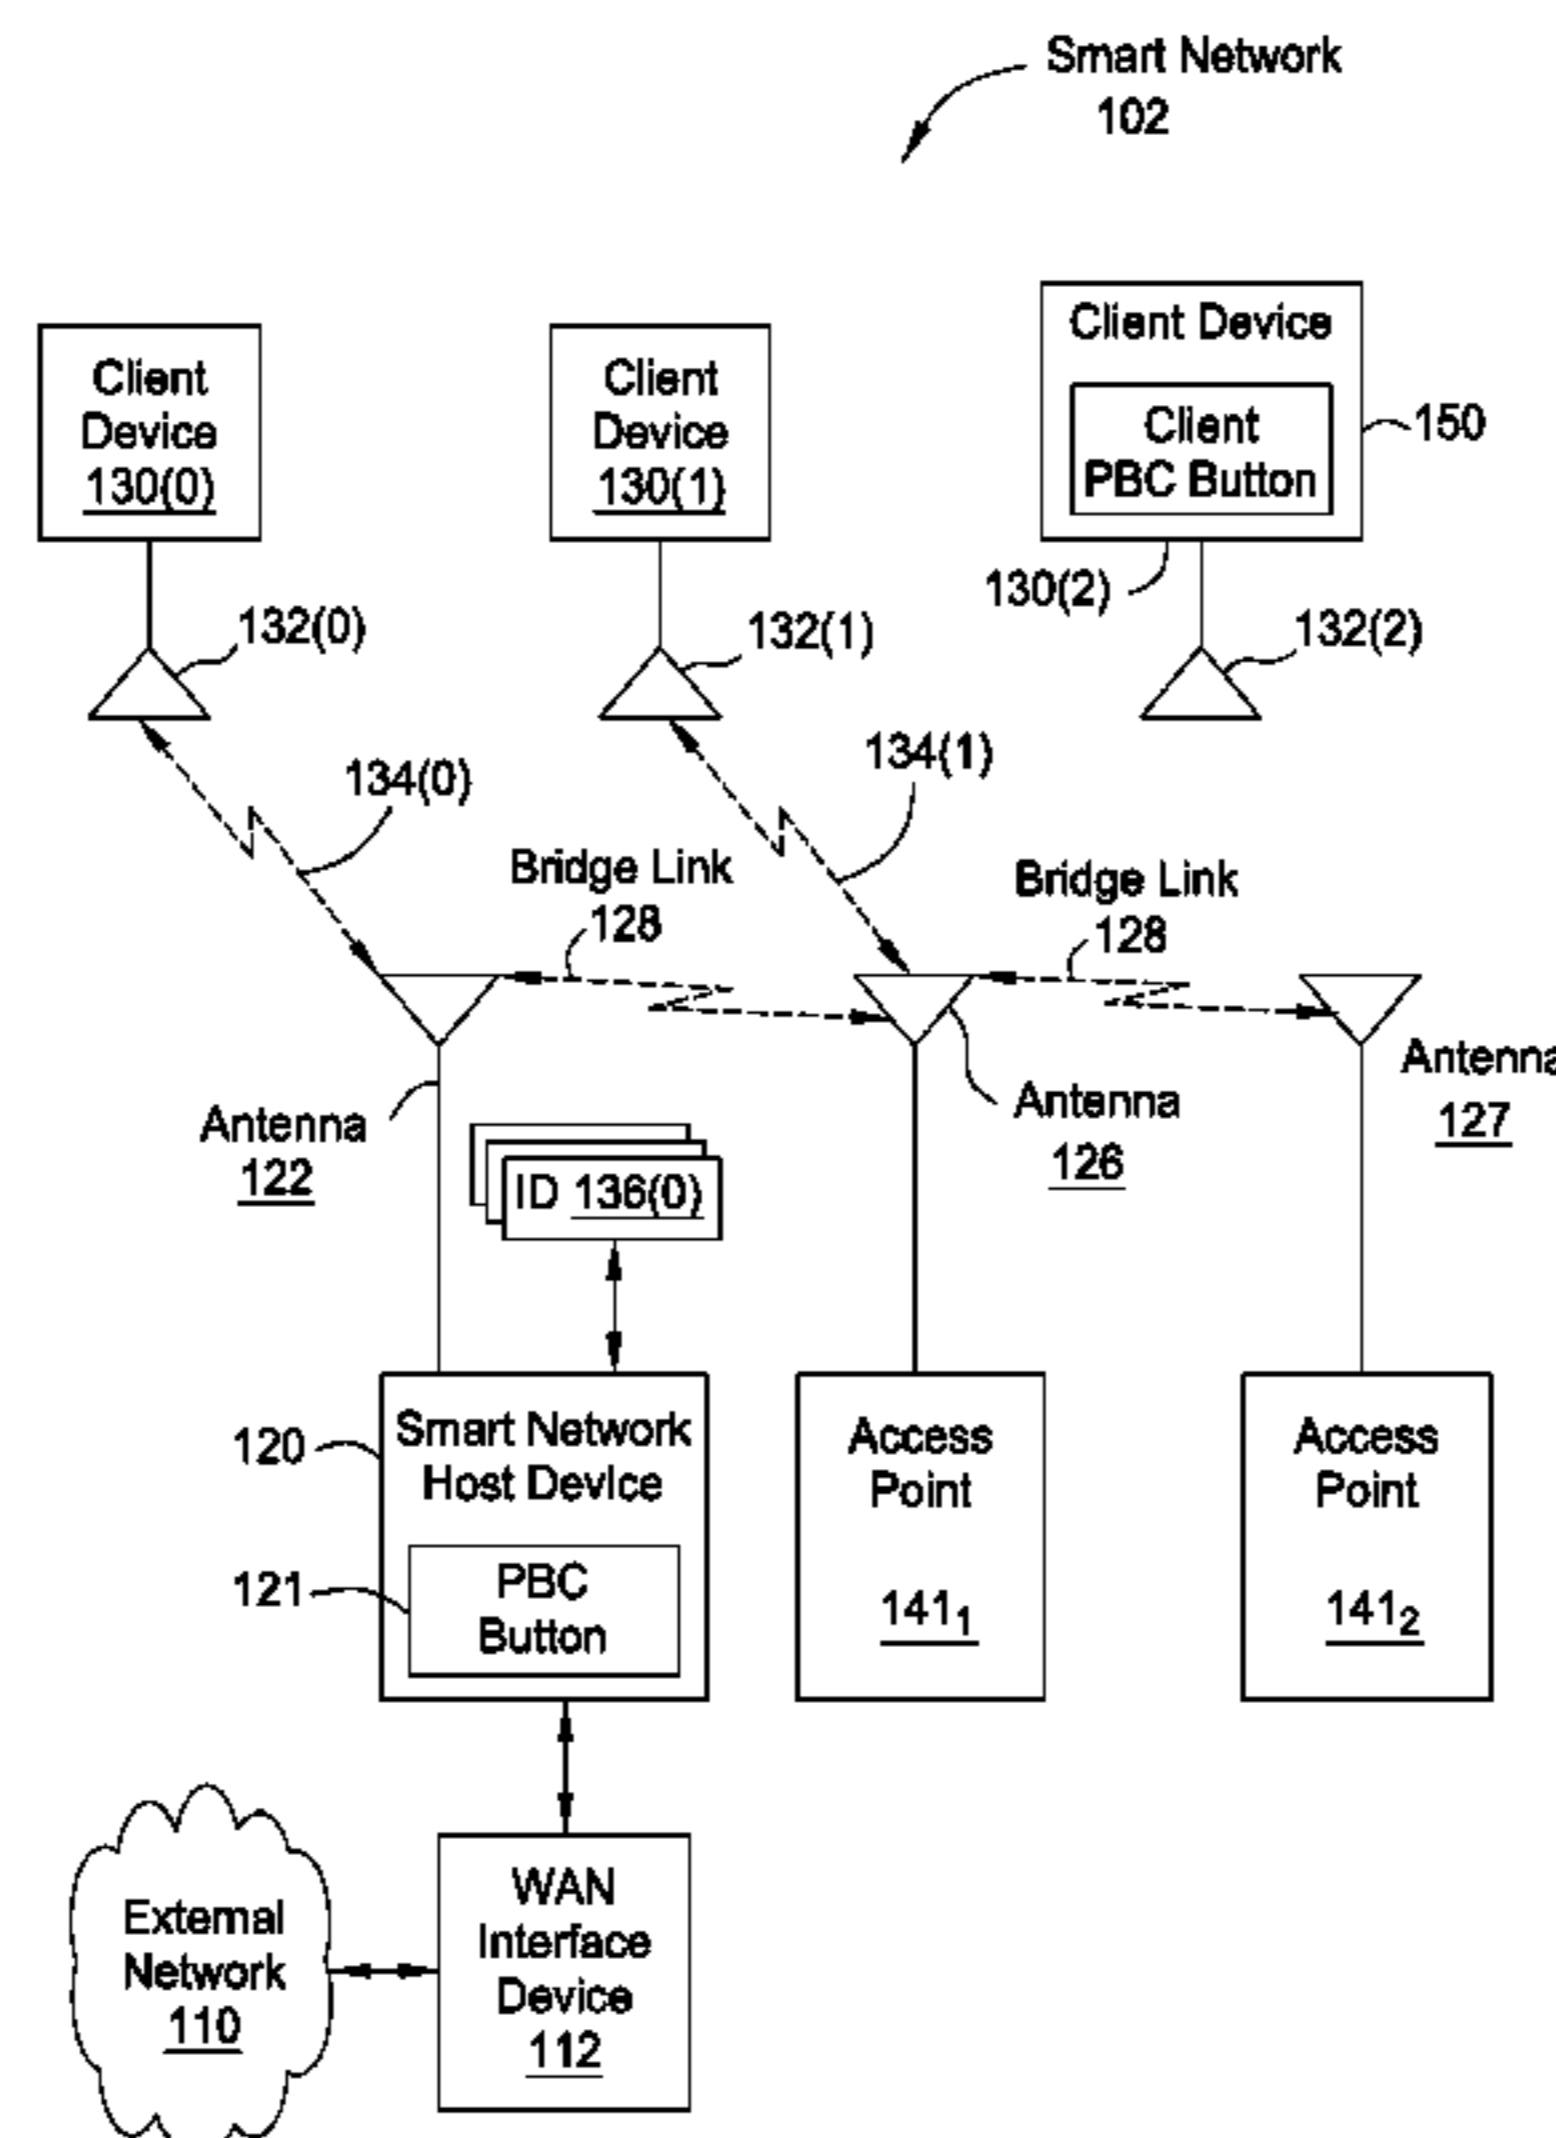 Smart Network
102
Client
Device
130(0)
Client
Device
130(1)
Client Device
Client
PBC Button
150
130(2)
132(0)
132(1)
132(2)
134(0)
134(1)
Bridge Link
128
Bridge Link
128
Antenna
122
Antenna
126
Antenna
127
ID 136(0)
120
Smart Network
Host Device
121
PBC
Button
Access
Point
141₁
Access
Point
141₂
External
Network
110
WAN
Interface
Device
112